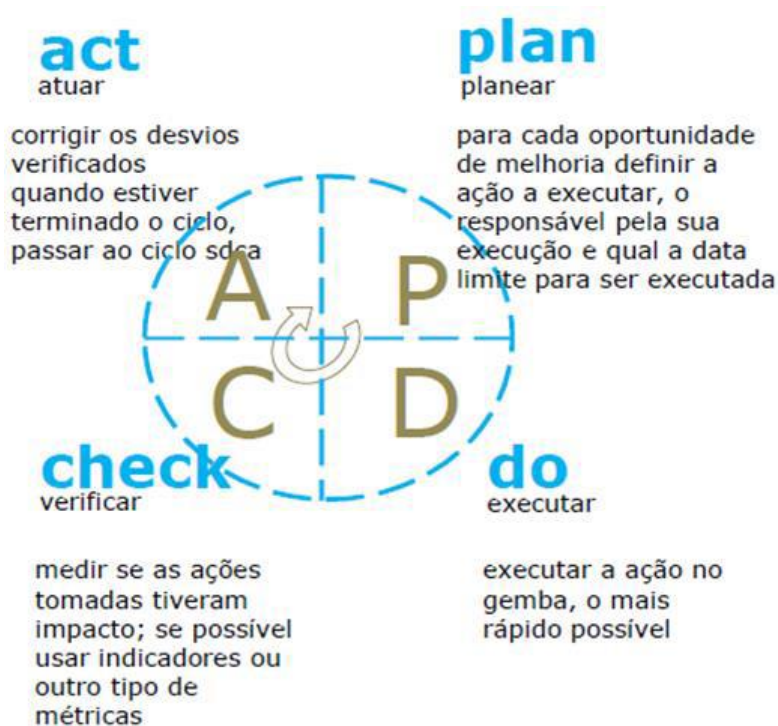 act
atuar
corrigir os desvios
verificados
quando estiver
terminado o ciclo,
passar ao ciclo sdca
plan
planear
para cada oportunidade
de melhoria definir a
ação a executar, o
responsável pela sua
execução e qual a data
limite para ser executada
A
P
C
D
check
verificar
medir se as ações
tomadas tiveram
impacto; se possível
usar indicadores ou
outro tipo de
métricas
do
executar
executar a ação no
gemba, o mais
rápido possível